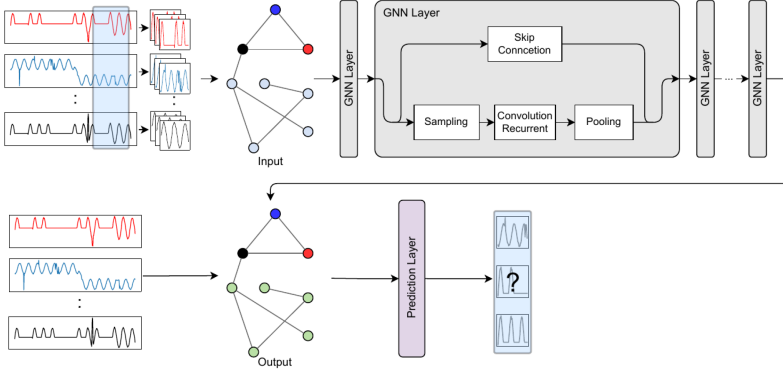 GNN Layer
GNN Layer
Skip
Conncetion
Sampling
Convolution
Recurrent
Pooling
GNN Layer
...
GNN Layer
:
:
Input
:
Prediction Layer
?
Output